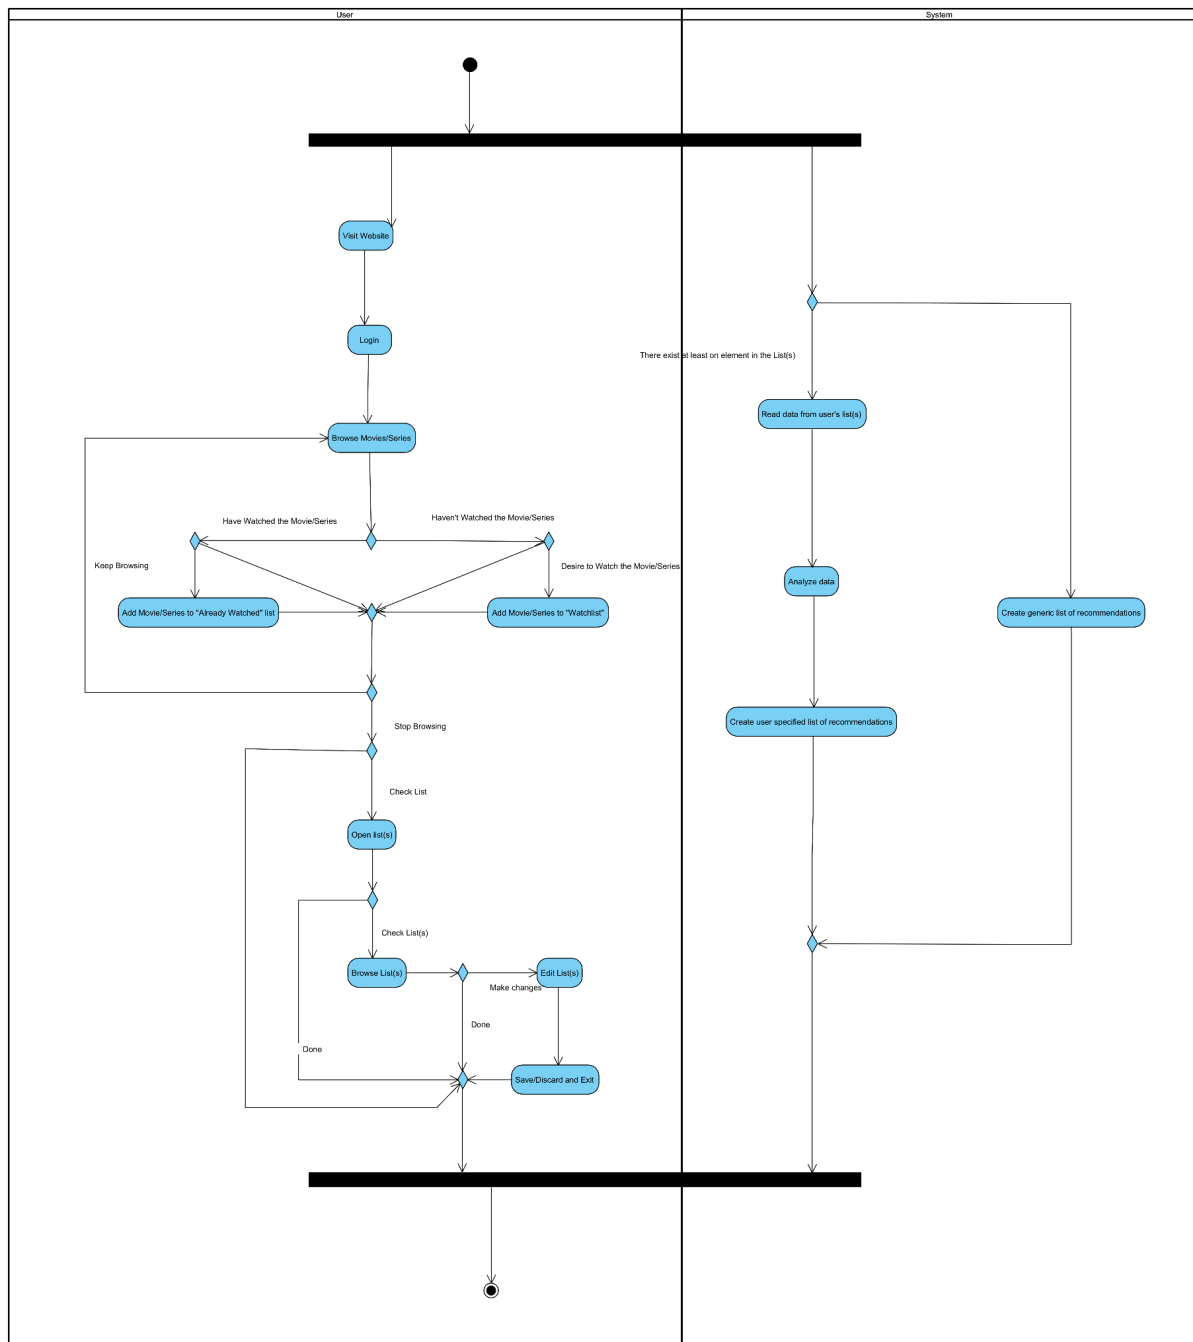 User
System
Visit Website
Login
There exist at least on element in the List(s)
Read data from user's list(s)
Browse Movies/Series
Have Watched the Movie/Series
Haven't Watched the Movie/Series
Keep Browsing
Desire to Watch the Movie/Series
Analyze data
Add Movie/Series to "Already Watched" list
Add Movie/Series to "Watchlist"
Create generic list of recommendations
Stop Browsing
Create user specified list of recommendations
Check List
Open list(s)
Check List(s)
Browse List(s)
Edit List(s)
Make changes
Done
Done
Save/Discard and Exit